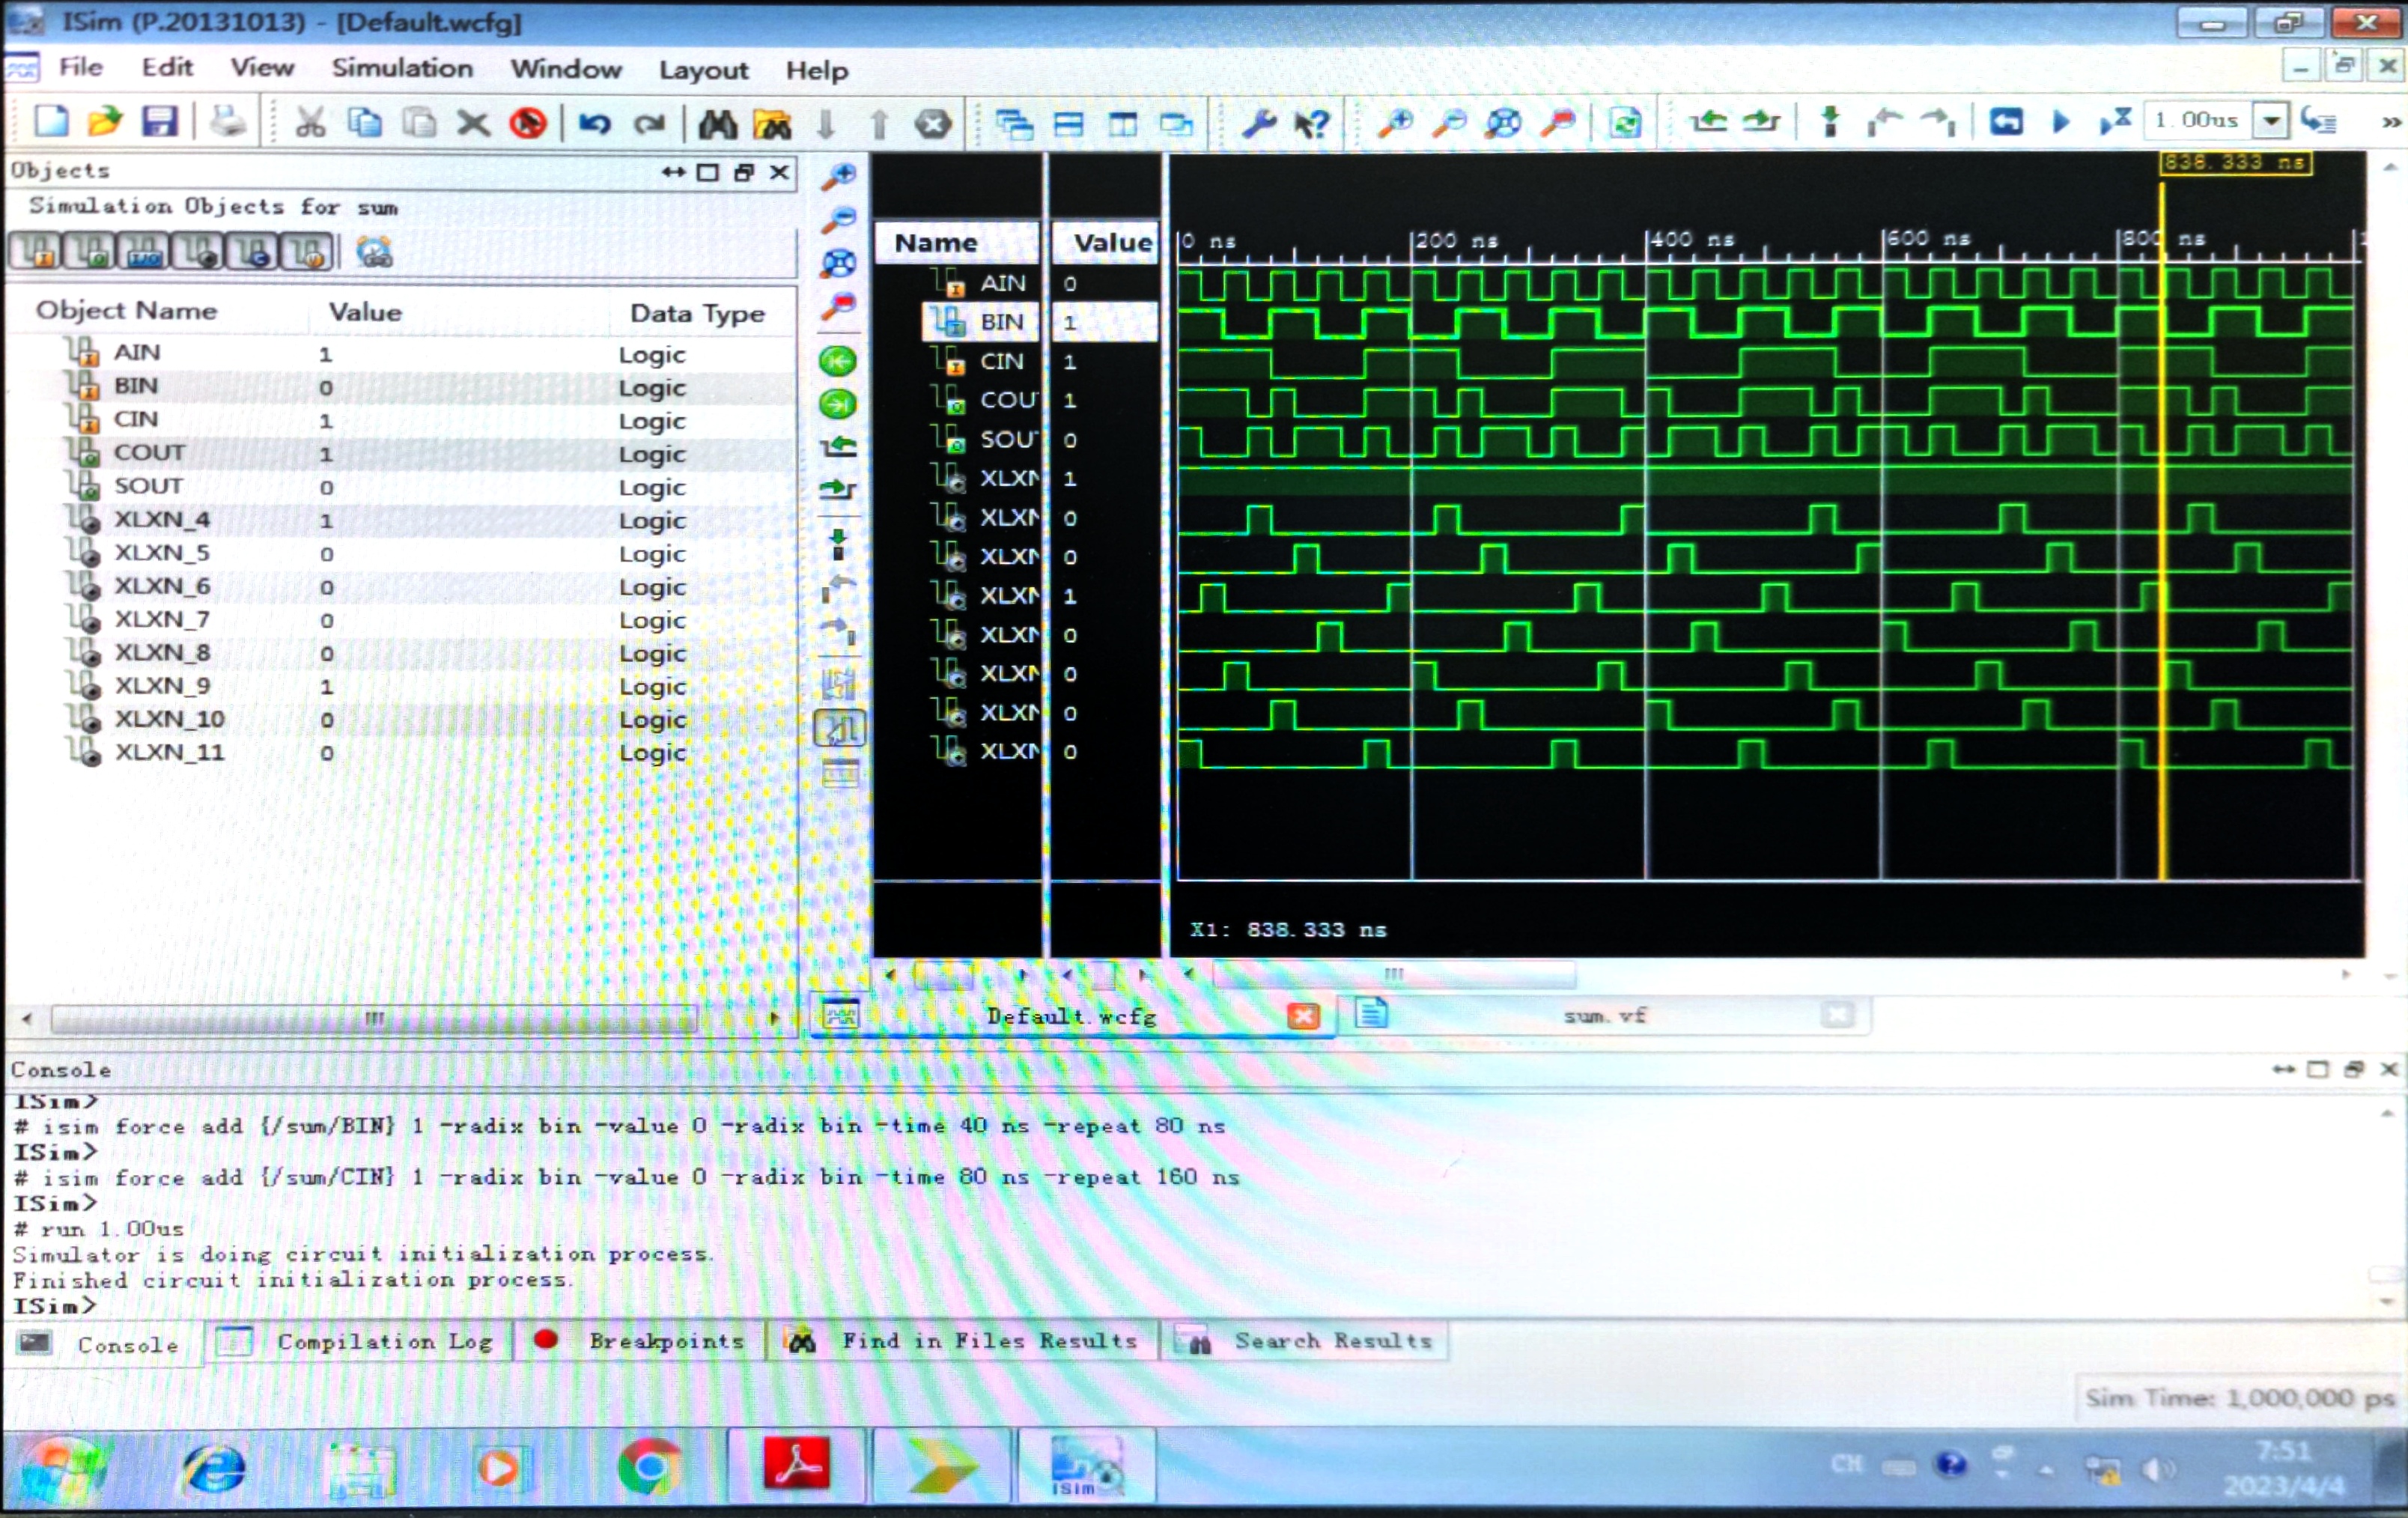 ISim (P.20131013) - [Default.wcfg]
File Edit View Simulation Window Layout Help
1.00us
Objects
Simulation Objects for sum
Object Name Value Data Type
AIN 1 Logic
BIN 0 Logic
CIN 1 Logic
COUT 1 Logic
SOUT 0 Logic
XLXN_4 1 Logic
XLXN_5 0 Logic
XLXN_6 0 Logic
XLXN_7 0 Logic
XLXN_8 0 Logic
XLXN_9 1 Logic
XLXN_10 0 Logic
XLXN_11 0 Logic
838.333 ns
Name Value 0 ns 200 ns 400 ns 600 ns 800 ns
AIN 0
BIN 1
CIN 1
COU 1
SOU 0
XLXN 1
XLXN 0
XLXN 0
XLXN 1
XLXN 0
XLXN 0
XLXN 0
XLXN 0
X1: 838.333 ns
Default.wcfg sum.vf
Console
ISim>
# isim force add {/sum/BIN} 1 -radix bin -value 0 -radix bin -time 40 ns -repeat 80 ns
ISim>
# isim force add {/sum/CIN} 1 -radix bin -value 0 -radix bin -time 80 ns -repeat 160 ns
ISim>
# run 1.00us
Simulator is doing circuit initialization process.
Finished circuit initialization process.
ISim>
Console Compilation Log Breakpoints Find in Files Results Search Results
Sim Time: 1,000,000 ps
ISim
CH
7:51
2023/4/4